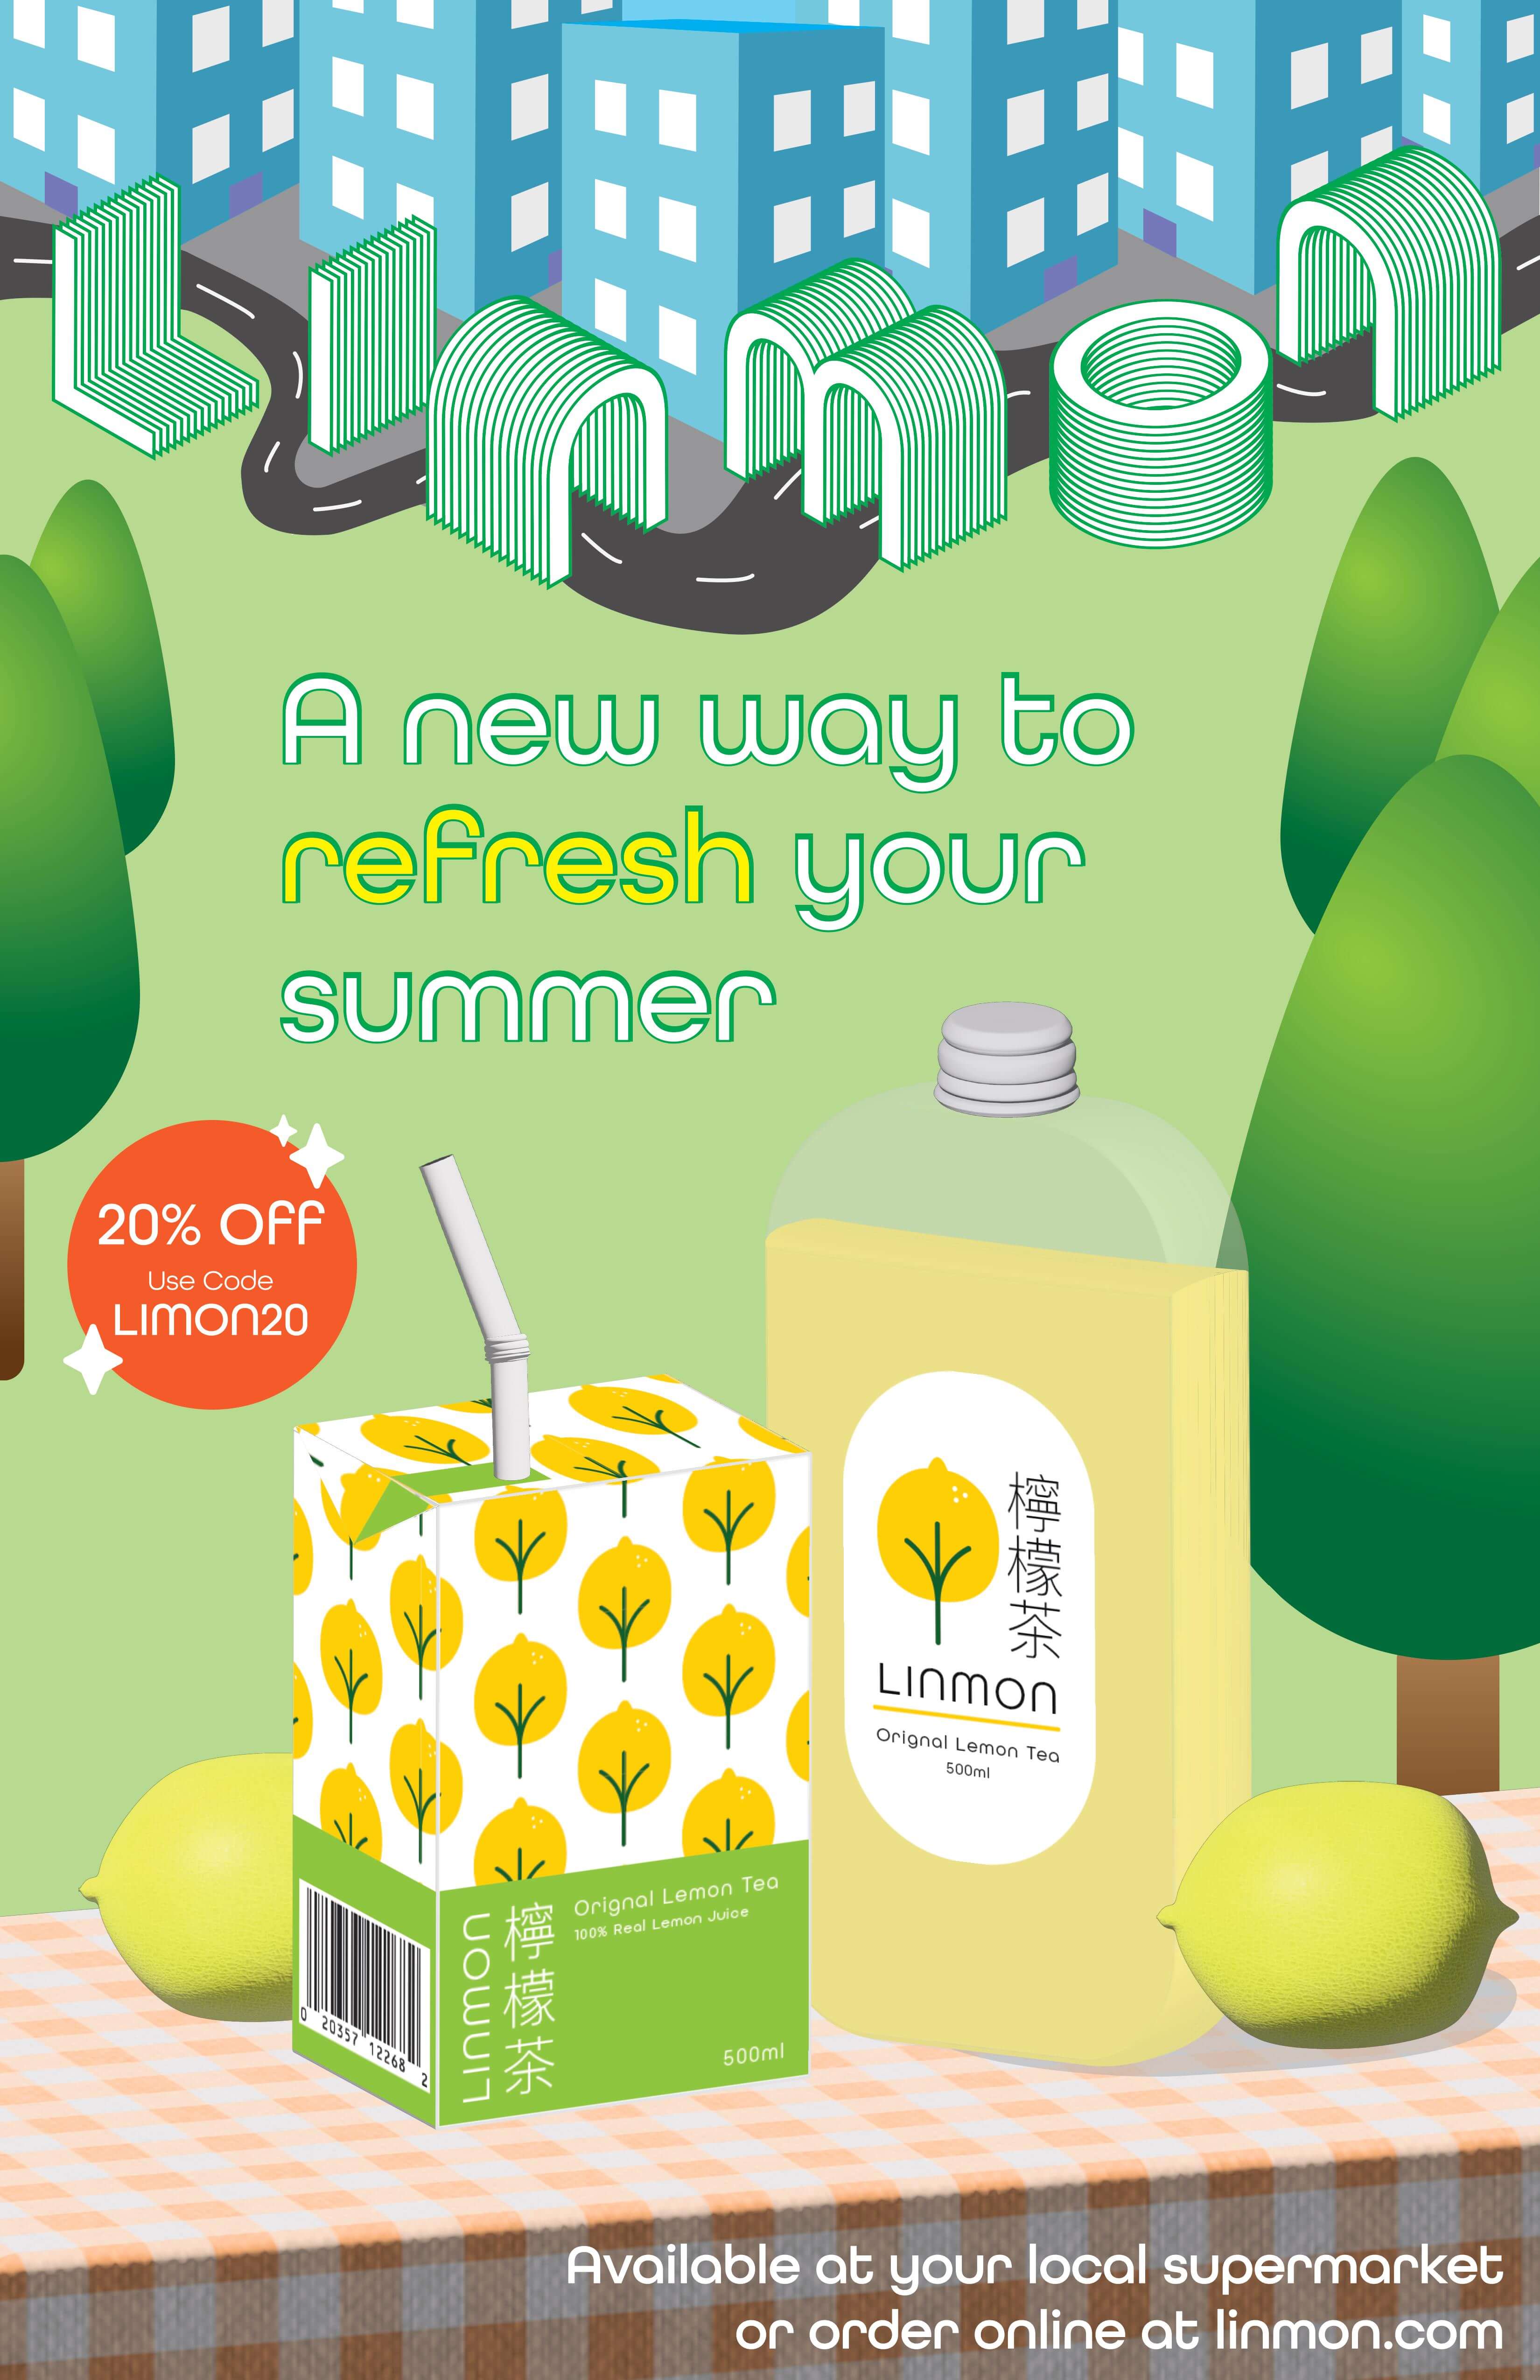 Linmon
A new way to
refresh your
summer
20% Off
Use Code
LIMON20
檸檬茶
Linmon
Orignal Lemon Tea
500ml
Linmon
檸檬茶
Orignal Lemon Tea
100% Real Lemon Juice
500ml
0 20357 12268 2
Available at your local supermarket
or order online at linmon.com